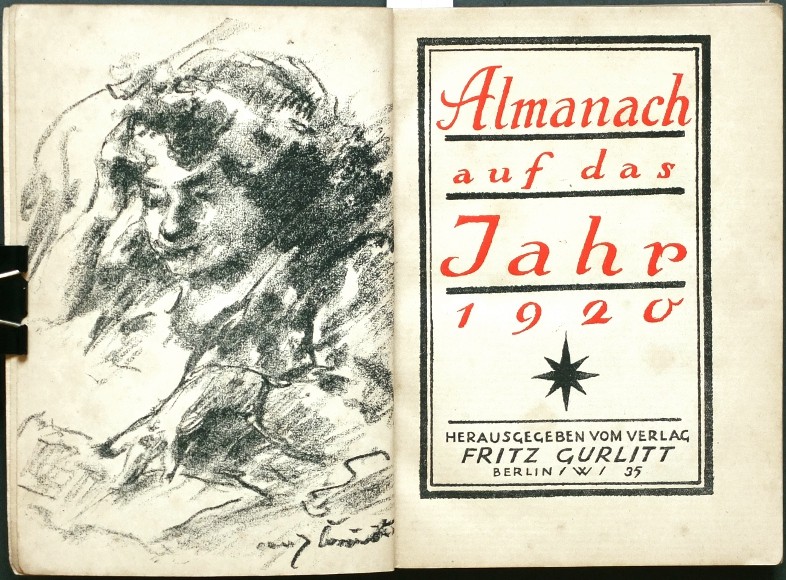 Almanach
auf das
Jahr
1920
HERAUSGEGEBEN VOM VERLAG
FRITZ GURLITT
BERLIN / W / 35